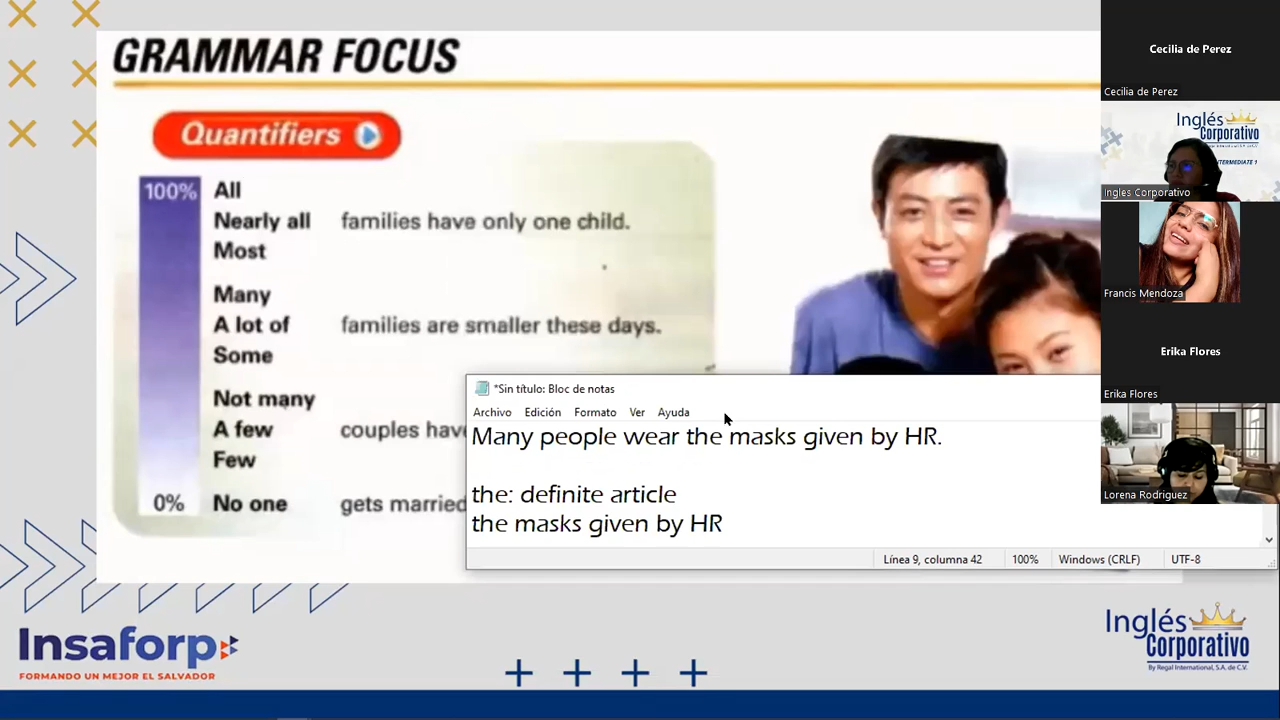 GRAMMAR FOCUS
Quantifiers
100% All
Nearly all families have only one child.
Most
Many
A lot of families are smaller these days.
Some
Not many
A few couples have
Few
0% No one gets married
*Sin título: Bloc de notas
Archivo Edición Formato Ver Ayuda
Many people wear the masks given by HR.
the: definite article
the masks given by HR
Línea 9, columna 42 100% Windows (CRLF) UTF-8
Cecilia de Perez
Cecilia de Perez
Inglés
Corporativo
INTERMEDIATE 1
Ingles Corporativo
Francis Mendoza
Erika Flores
Erika Flores
Lorena Rodriguez
Insaforp
FORMANDO UN MEJOR EL SALVADOR
Inglés
Corporativo
By Regal International, S.A. de C.V.